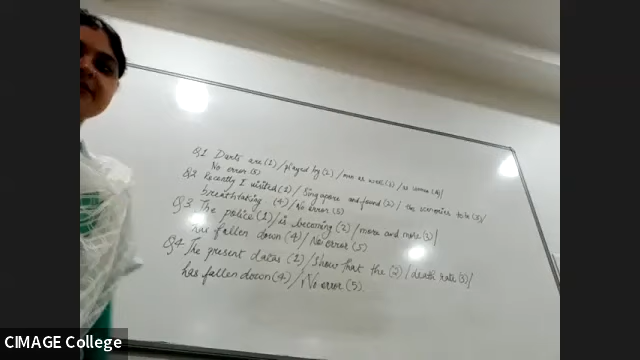 Q1 Darts are (1) / played by (2) / men as well (3) / as women (4) /
No error (5)
Q2 Recently I visited (1) / Singapore and found (2) / the sceneries to be (3) /
breathtaking (4) / No error (5)
Q3 The police (1) / is becoming (2) / more and more (3) /
fallen down (4) / No error (5)
Q4 The present datas (1) / show that the (2) / death rate (3) /
has fallen down (4) / No error (5)
CIMAGE College